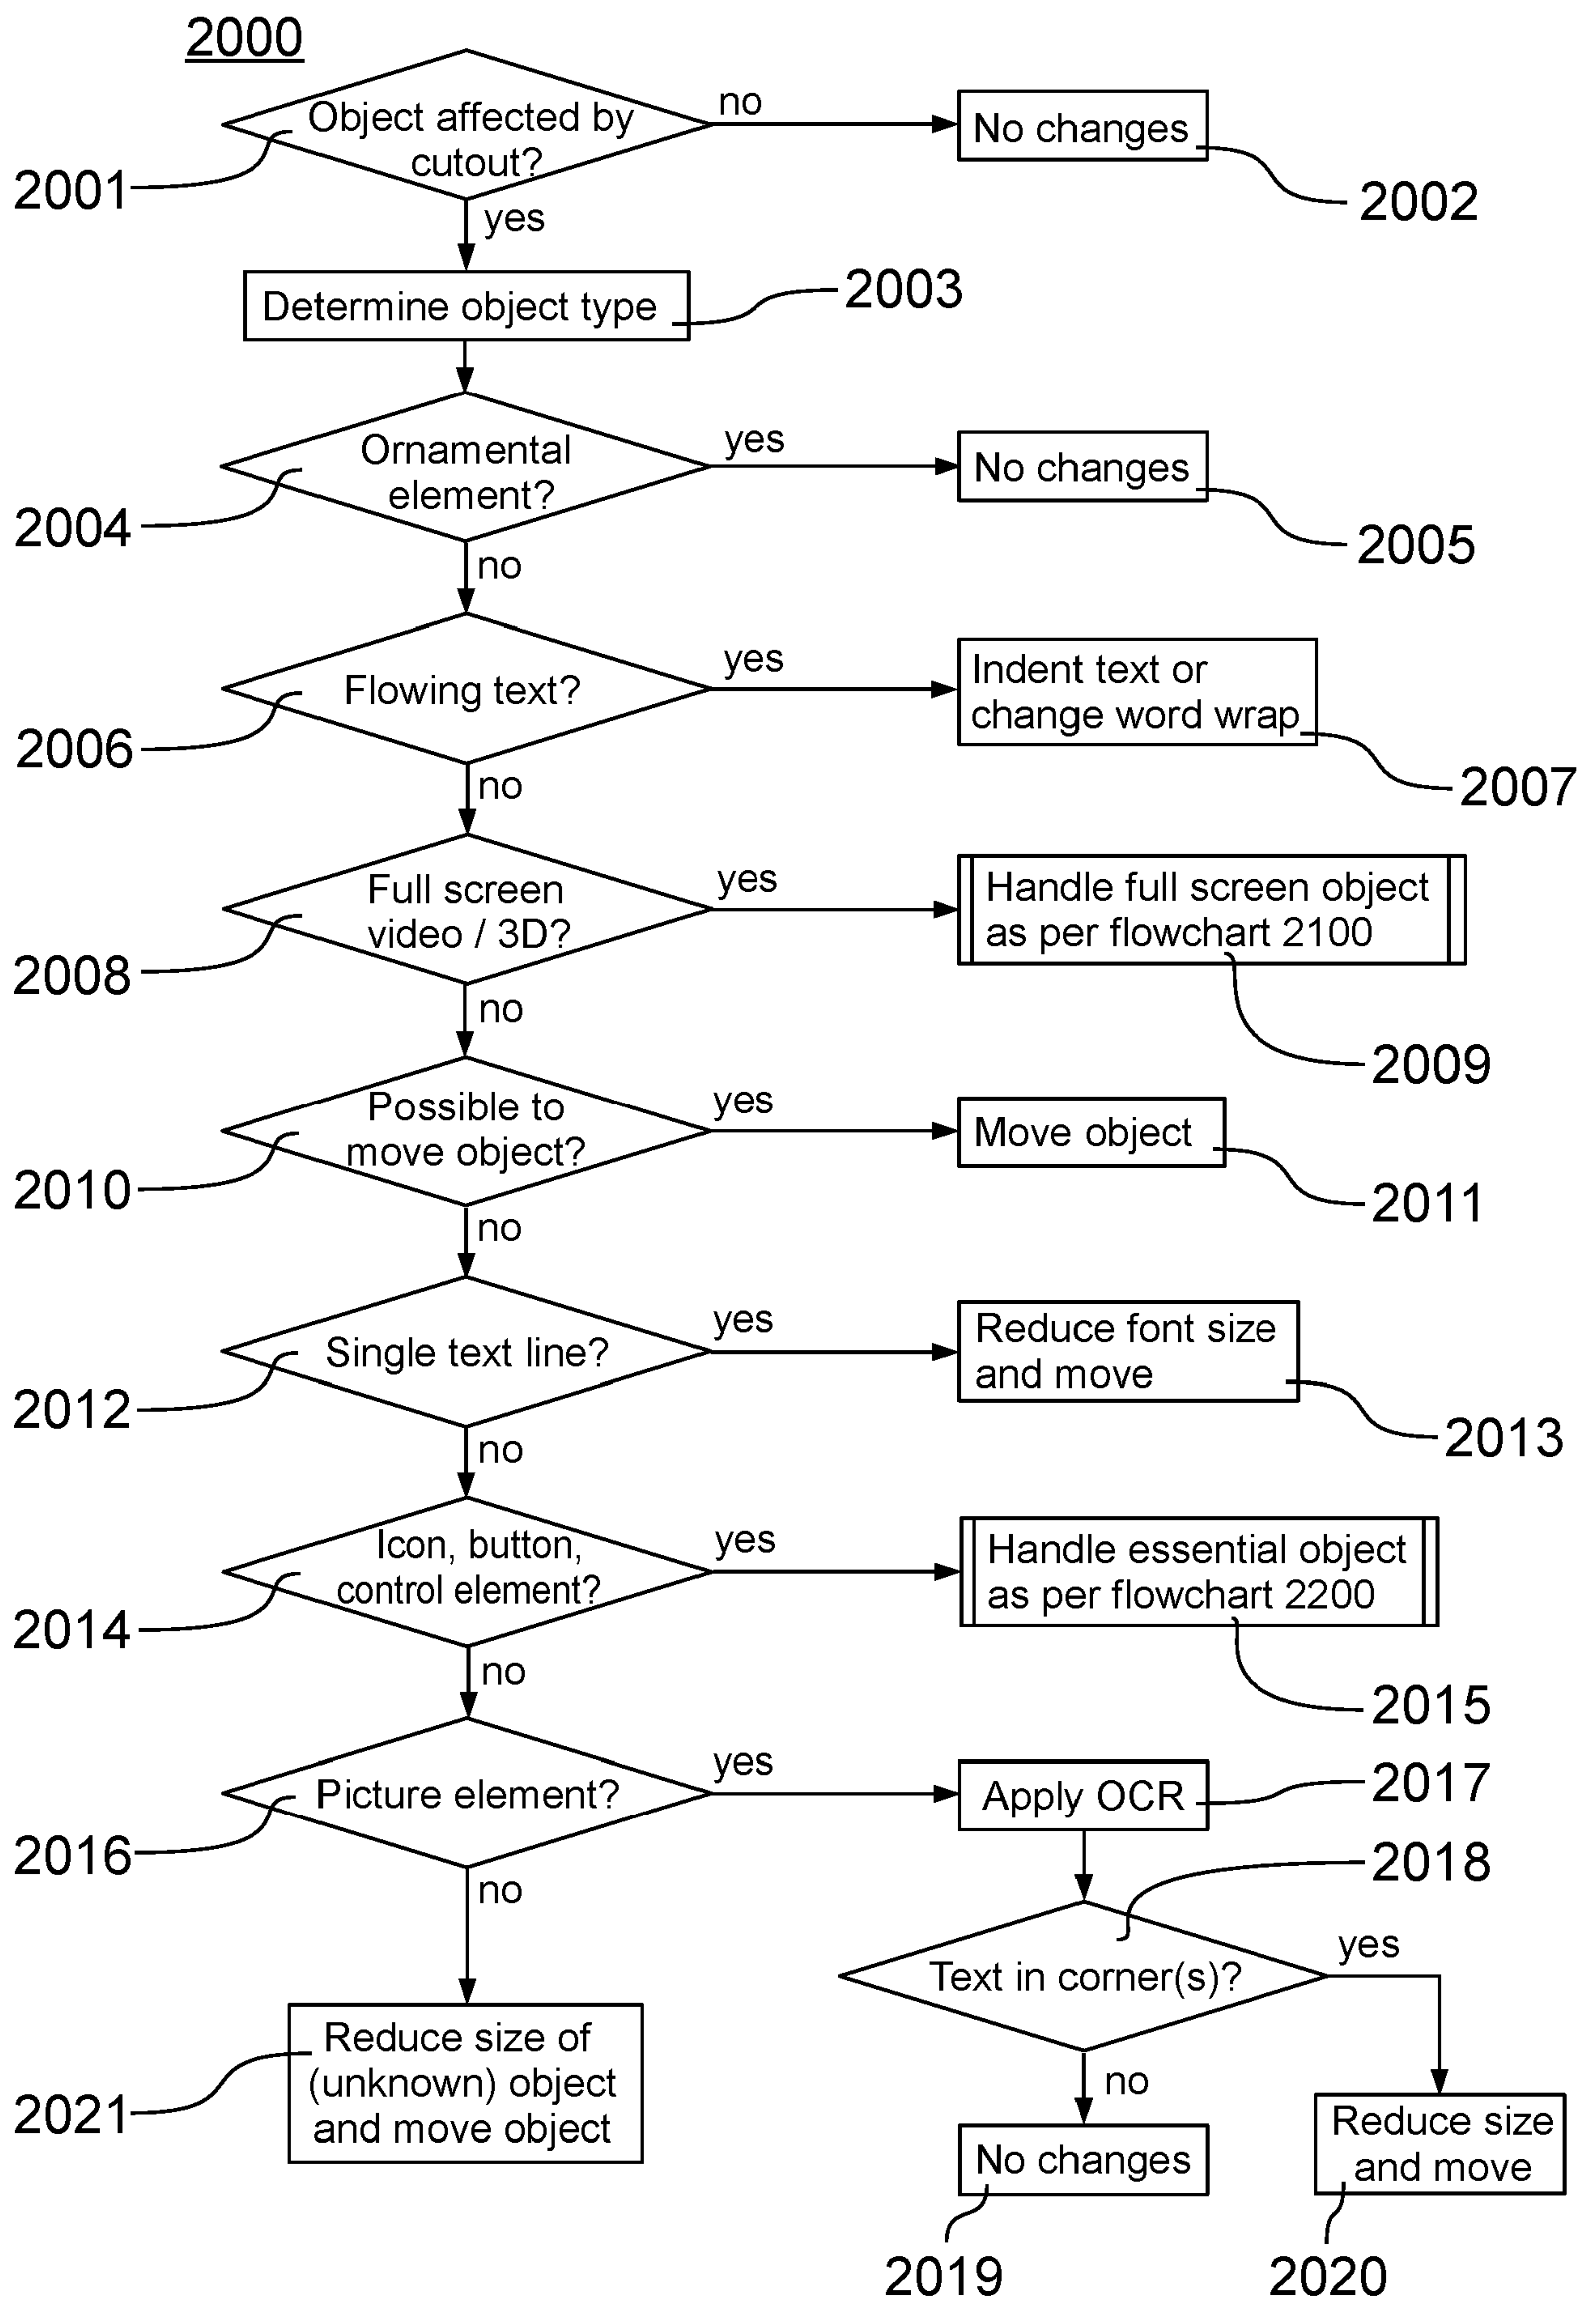 2000
Object affected by
cutout?
no
No changes
2001
2002
yes
Determine object type
2003
Ornamental
element?
yes
No changes
2004
2005
no
Flowing text?
yes
Indent text or
change word wrap
2006
2007
no
Full screen
video / 3D?
yes
Handle full screen object
as per flowchart 2100
2008
2009
no
Possible to
move object?
yes
Move object
2010
2011
no
Single text line?
yes
Reduce font size
and move
2012
2013
no
Icon, button,
control element?
yes
Handle essential object
as per flowchart 2200
2014
2015
no
Picture element?
yes
Apply OCR
2017
2016
2018
no
Text in corner(s)?
yes
Reduce size of
(unknown) object
and move object
2021
no
No changes
Reduce size
and move
2019
2020